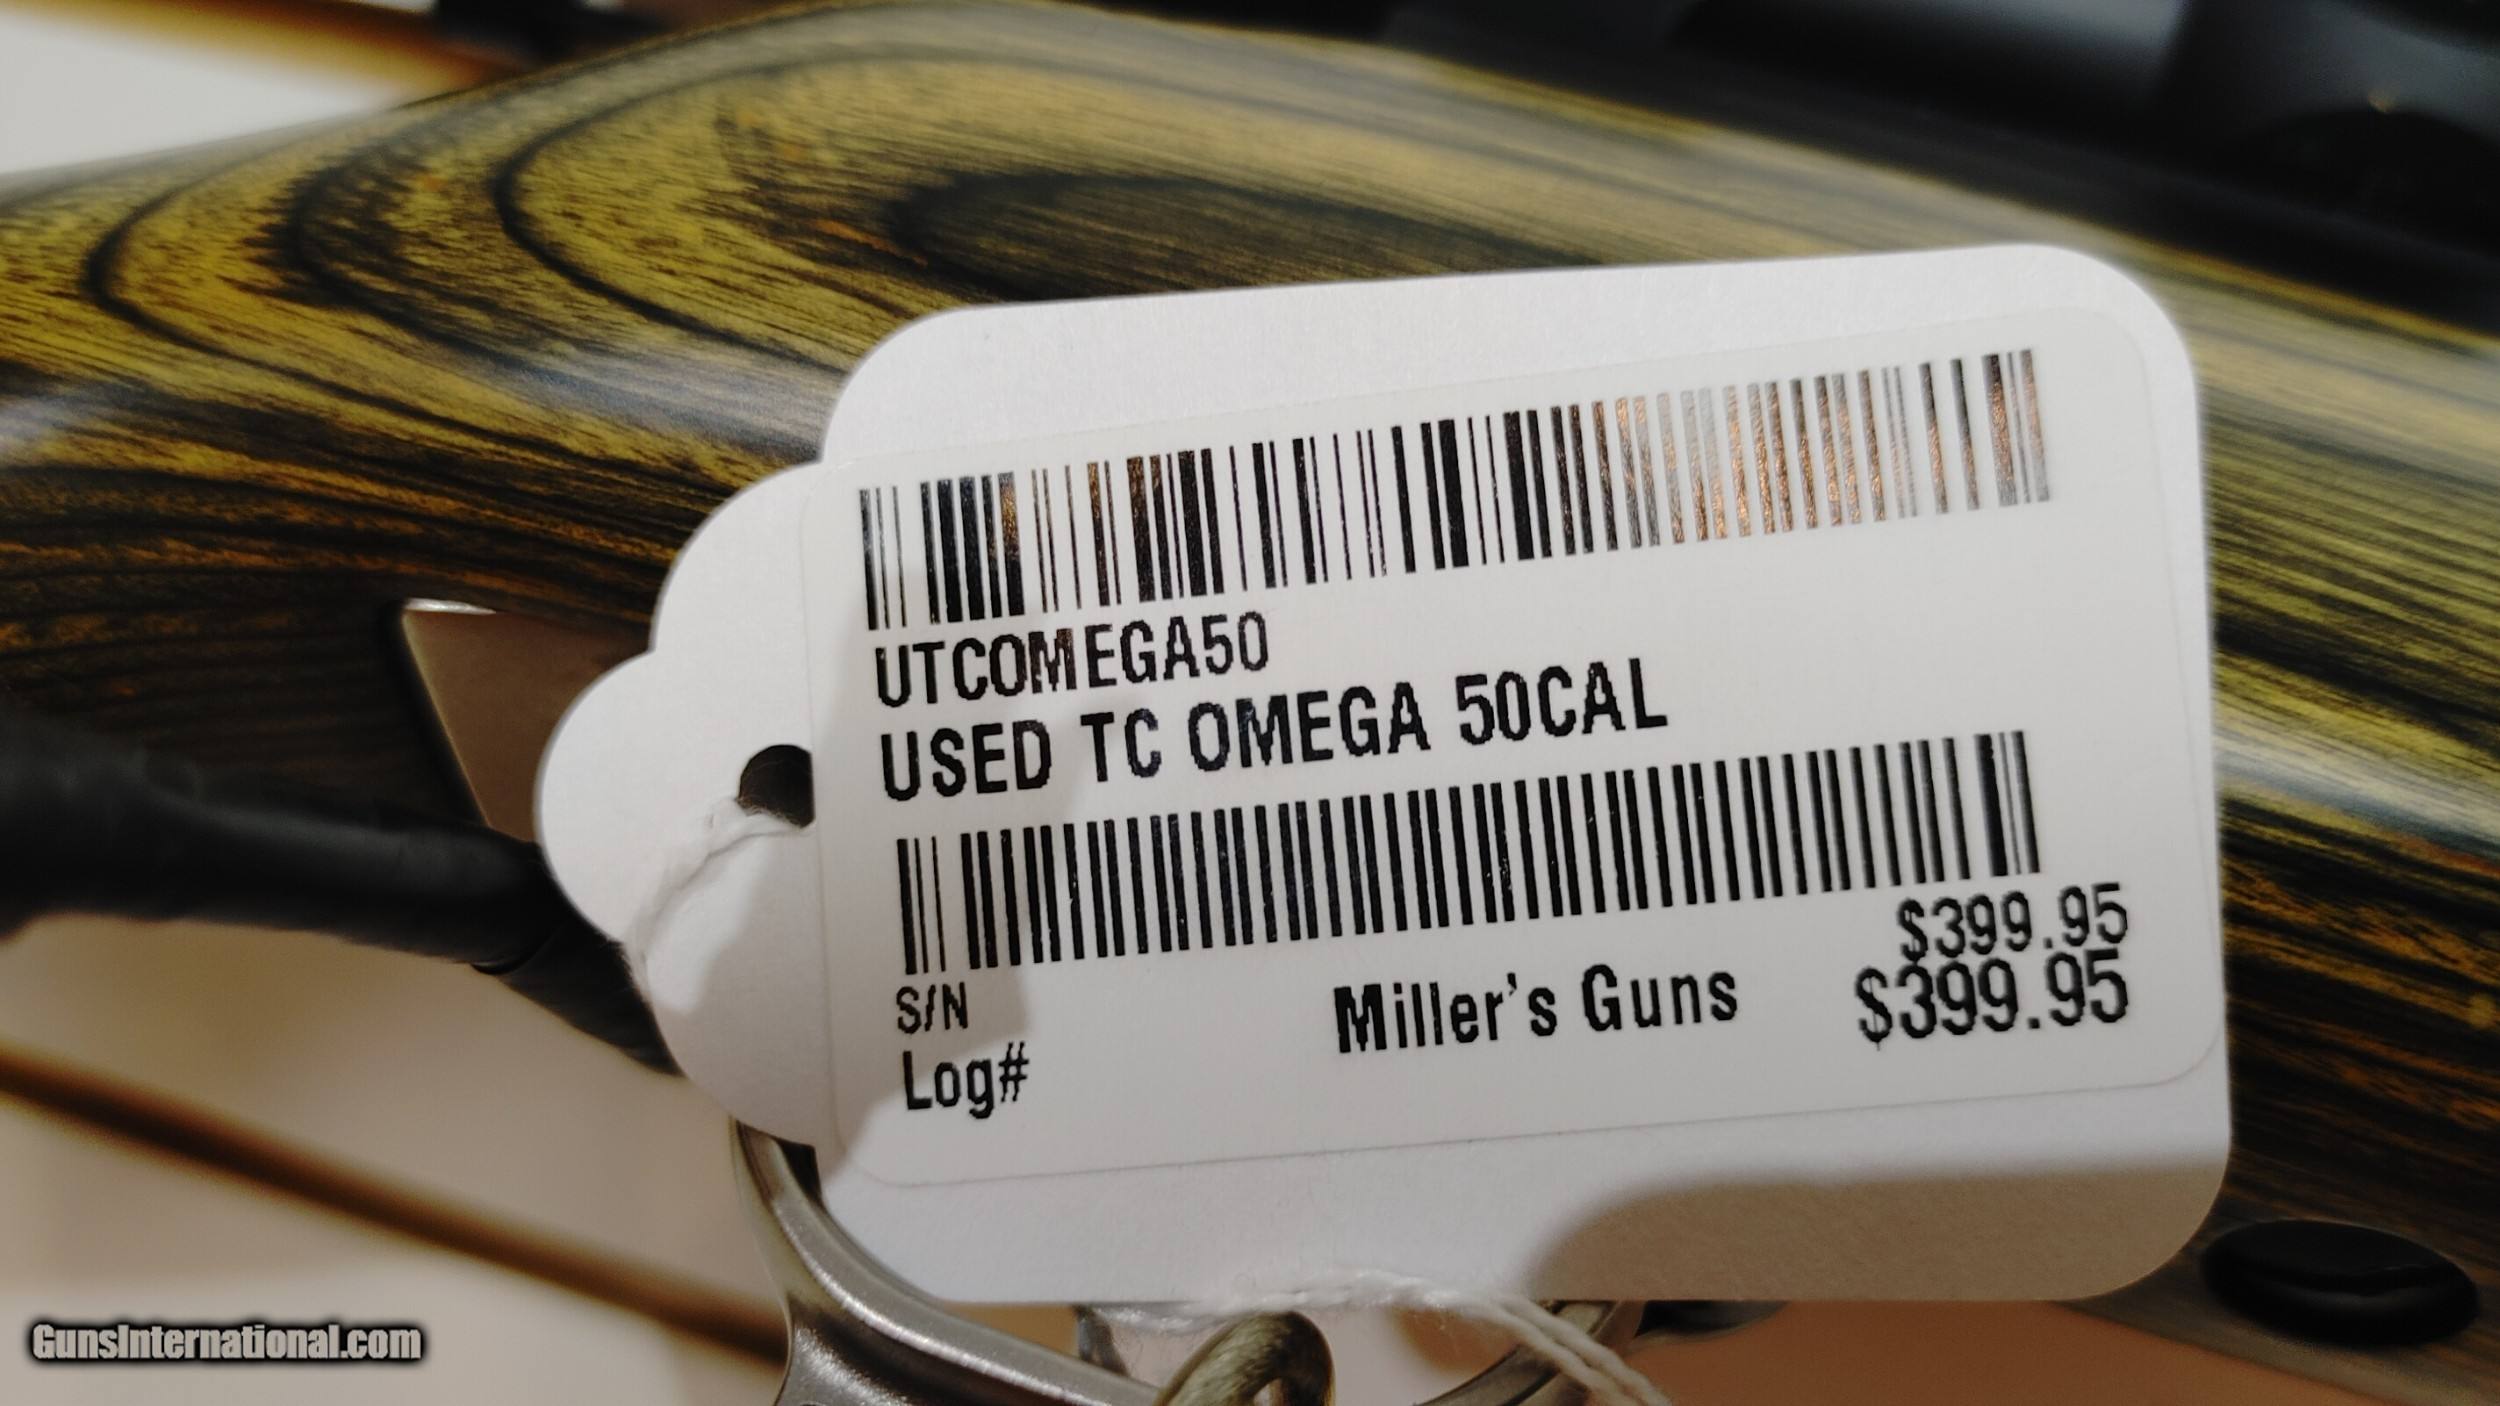 UTCOMEGA50
USED TC OMEGA 50CAL
$399.95
S/N
Miller's Guns
$399.95
Log#
GunsInternational.com